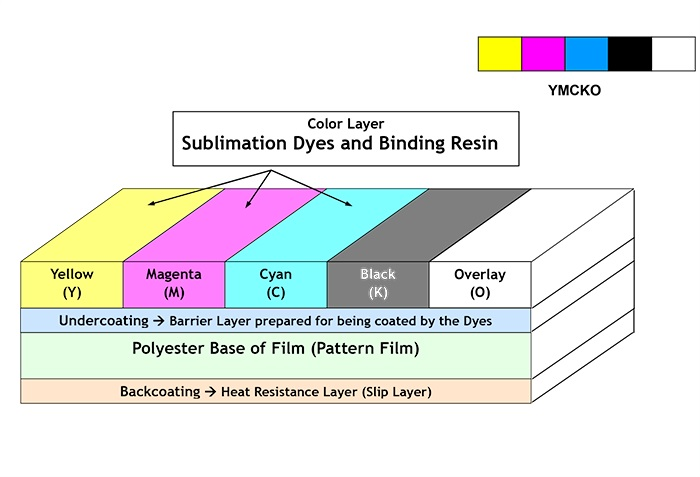 YMCKO
Color Layer
Sublimation Dyes and Binding Resin
Yellow
(Y)
Magenta
(M)
Cyan
(C)
Black
(K)
Overlay
(O)
Undercoating → Barrier Layer prepared for being coated by the Dyes
Polyester Base of Film (Pattern Film)
Backcoating → Heat Resistance Layer (Slip Layer)